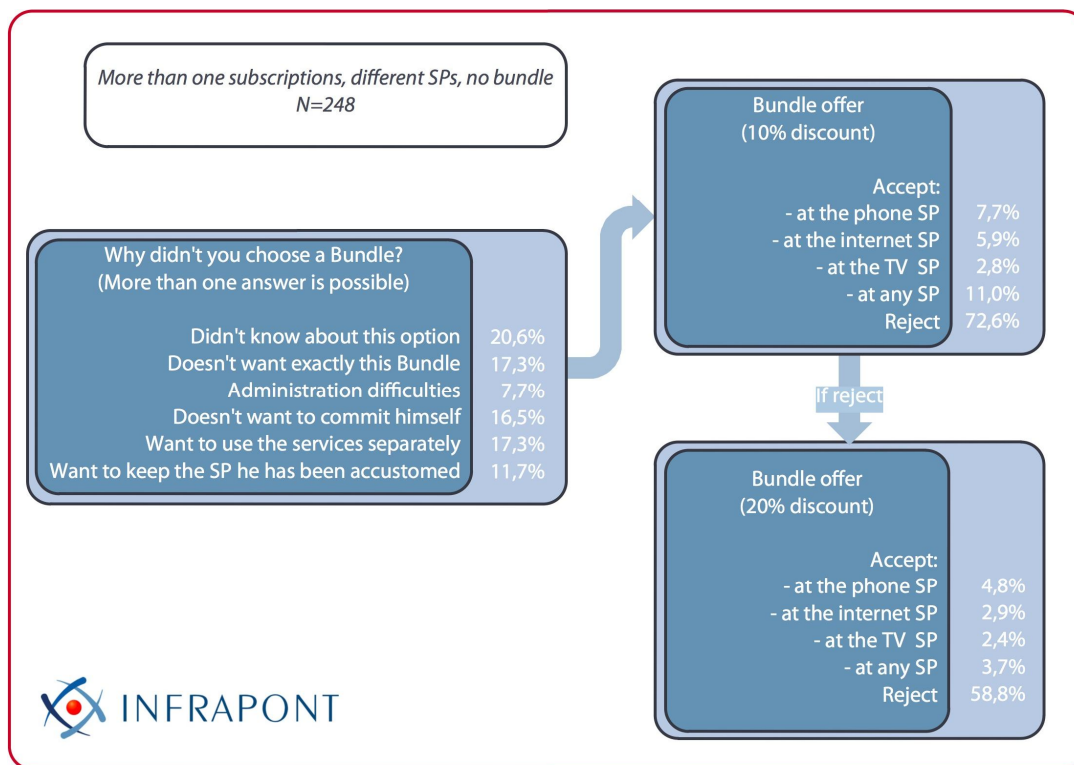 More than one subscriptions, different SPs, no bundle
N=248
Why didn't you choose a Bundle?
(More than one answer is possible)
Didn't know about this option 20,6%
Doesn't want exactly this Bundle 17,3%
Administration difficulties 7,7%
Doesn't want to commit himself 16,5%
Want to use the services separately 17,3%
Want to keep the SP he has been accustomed 11,7%
Bundle offer
(10% discount)
Accept:
- at the phone SP 7,7%
- at the internet SP 5,9%
- at the TV SP 2,8%
- at any SP 11,0%
Reject 72,6%
If reject
Bundle offer
(20% discount)
Accept:
- at the phone SP 4,8%
- at the internet SP 2,9%
- at the TV SP 2,4%
- at any SP 3,7%
Reject 58,8%
INFRAPONT